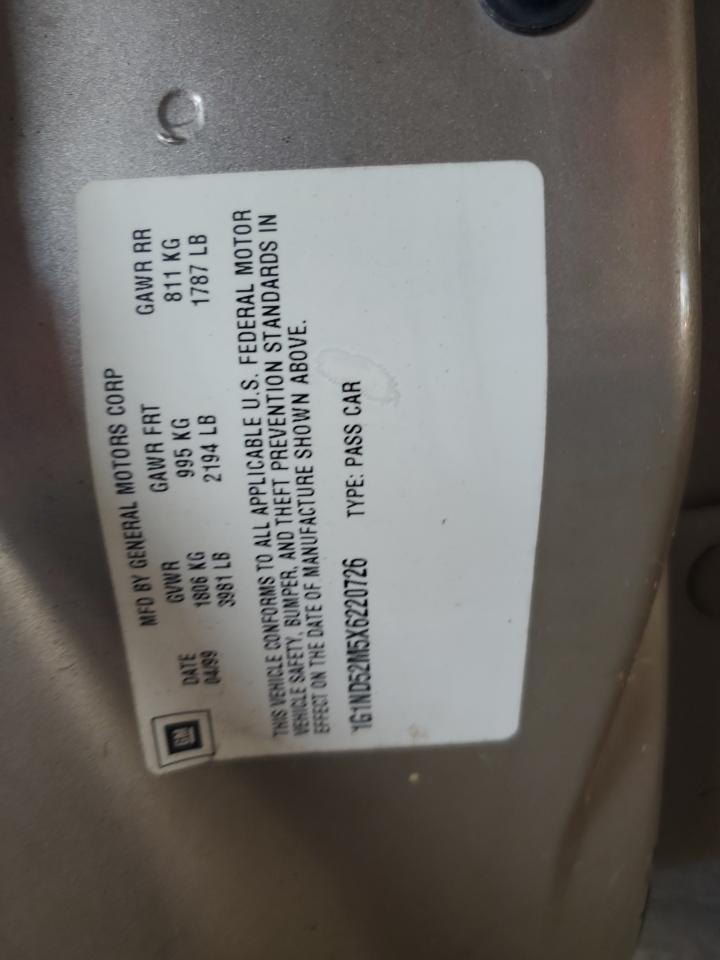 GM
MFD BY GENERAL MOTORS CORP
DATE GVWR GAWR FRT GAWR RR
04/99 1806 KG 995 KG 811 KG
3981 LB 2194 LB 1787 LB
THIS VEHICLE CONFORMS TO ALL APPLICABLE U.S. FEDERAL MOTOR
VEHICLE SAFETY, BUMPER, AND THEFT PREVENTION STANDARDS IN
EFFECT ON THE DATE OF MANUFACTURE SHOWN ABOVE.
1G1ND52M5X6220726 TYPE: PASS CAR